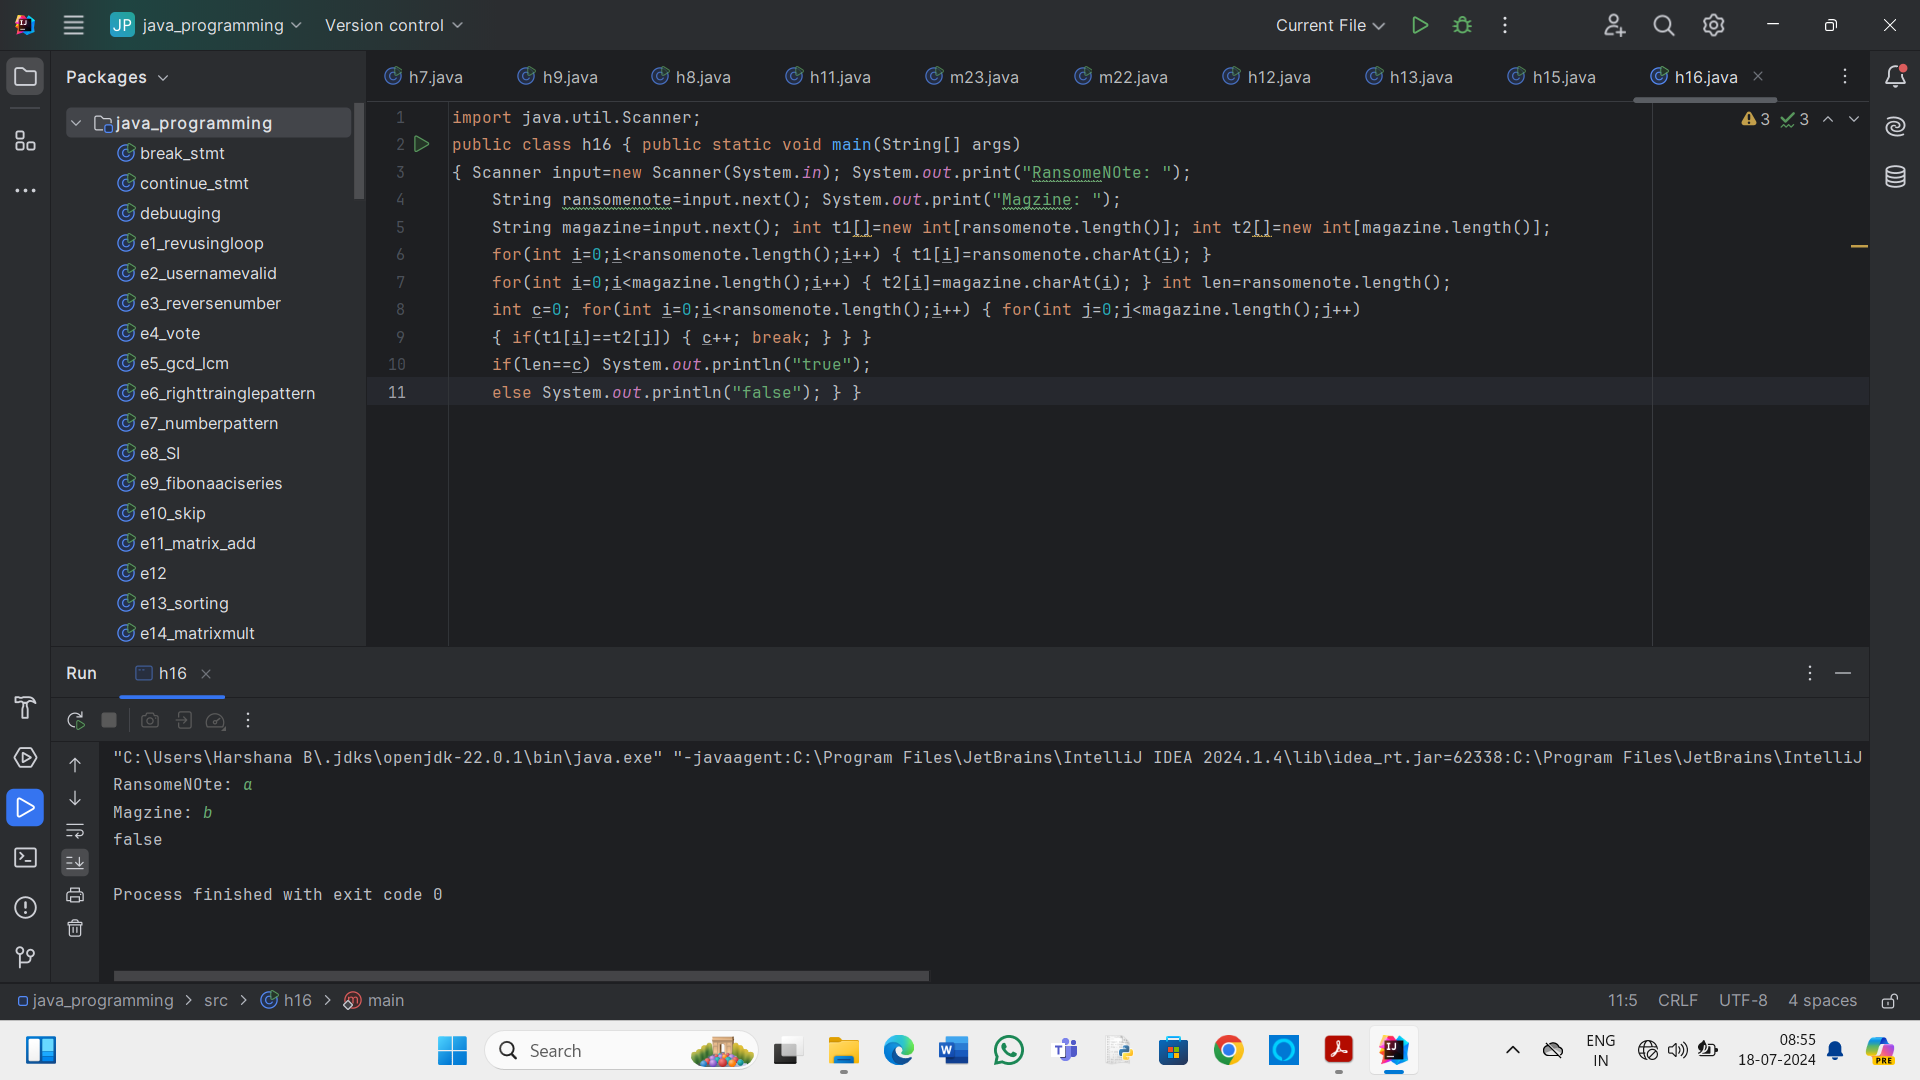 JP java_programming Version control Current File
Packages
h7.java h9.java h8.java h11.java m23.java m22.java h12.java h13.java h15.java h16.java
java_programming
break_stmt
continue_stmt
debuuging
e1_revusingloop
e2_usernamevalid
e3_reversenumber
e4_vote
e5_gcd_lcm
e6_righttrainglepattern
e7_numberpattern
e8_SI
e9_fibonaaciseries
e10_skip
e11_matrix_add
e12
e13_sorting
e14_matrixmult
3 3
1 import java.util.Scanner;
2 public class h16 { public static void main(String[] args)
3 { Scanner input=new Scanner(System.in); System.out.print("RansomeNOte: ");
4 String ransomenote=input.next(); System.out.print("Magzine: ");
5 String magazine=input.next(); int t1[]=new int[ransomenote.length()]; int t2[]=new int[magazine.length()];
6 for(int i=0;i<ransomenote.length();i++) { t1[i]=ransomenote.charAt(i); }
7 for(int i=0;i<magazine.length();i++) { t2[i]=magazine.charAt(i); } int len=ransomenote.length();
8 int c=0; for(int i=0;i<ransomenote.length();i++) { for(int j=0;j<magazine.length();j++)
9 { if(t1[i]==t2[j]) { c++; break; } } }
10 if(len==c) System.out.println("true");
11 else System.out.println("false"); } }
Run h16
"C:\Users\Harshana B\.jdks\openjdk-22.0.1\bin\java.exe" "-javaagent:C:\Program Files\JetBrains\IntelliJ IDEA 2024.1.4\lib\idea_rt.jar=62338:C:\Program Files\JetBrains\IntelliJ
RansomeNOte: a
Magzine: b
false
Process finished with exit code 0
java_programming > src > h16 > main 11:5 CRLF UTF-8 4 spaces
Search
ENG
IN
08:55
18-07-2024
PRE